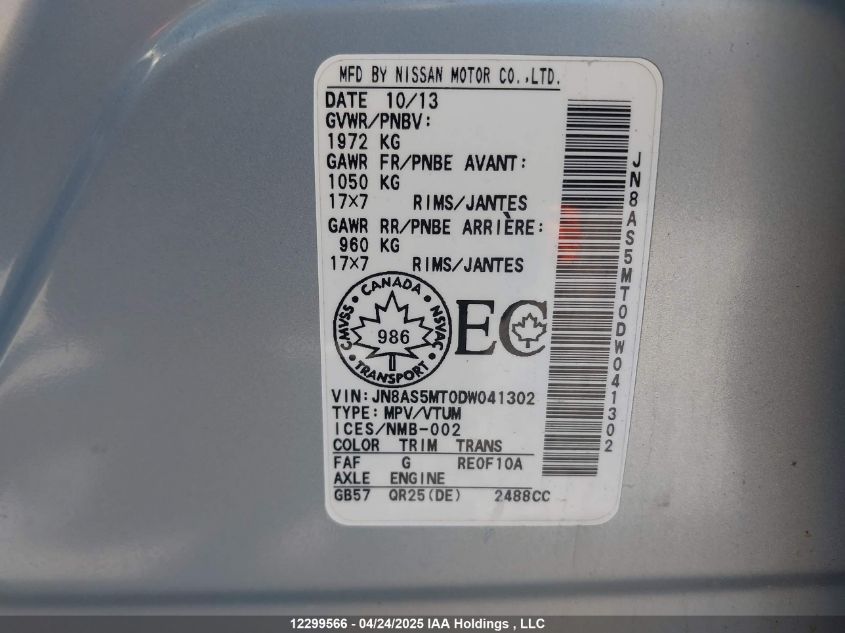 MFD BY NISSAN MOTOR CO.,LTD.
DATE 10/13
GVWR/PNBV:
1972 KG
GAWR FR/PNBE AVANT:
1050 KG
17×7 RIMS/JANTES
GAWR RR/PNBE ARRIÈRE:
960 KG
17×7 RIMS/JANTES
CANADA
CMVSS NSVAC
986
TRANSPORT
EC
VIN:JN8AS5MT0DW041302
TYPE:MPV/VTUM
ICES/NMB-002
COLOR TRIM TRANS
FAF G RE0F10A
AXLE ENGINE
GB57 QR25(DE) 2488CC
JN8AS5MT0DW041302
12299566 - 04/24/2025 IAA Holdings , LLC